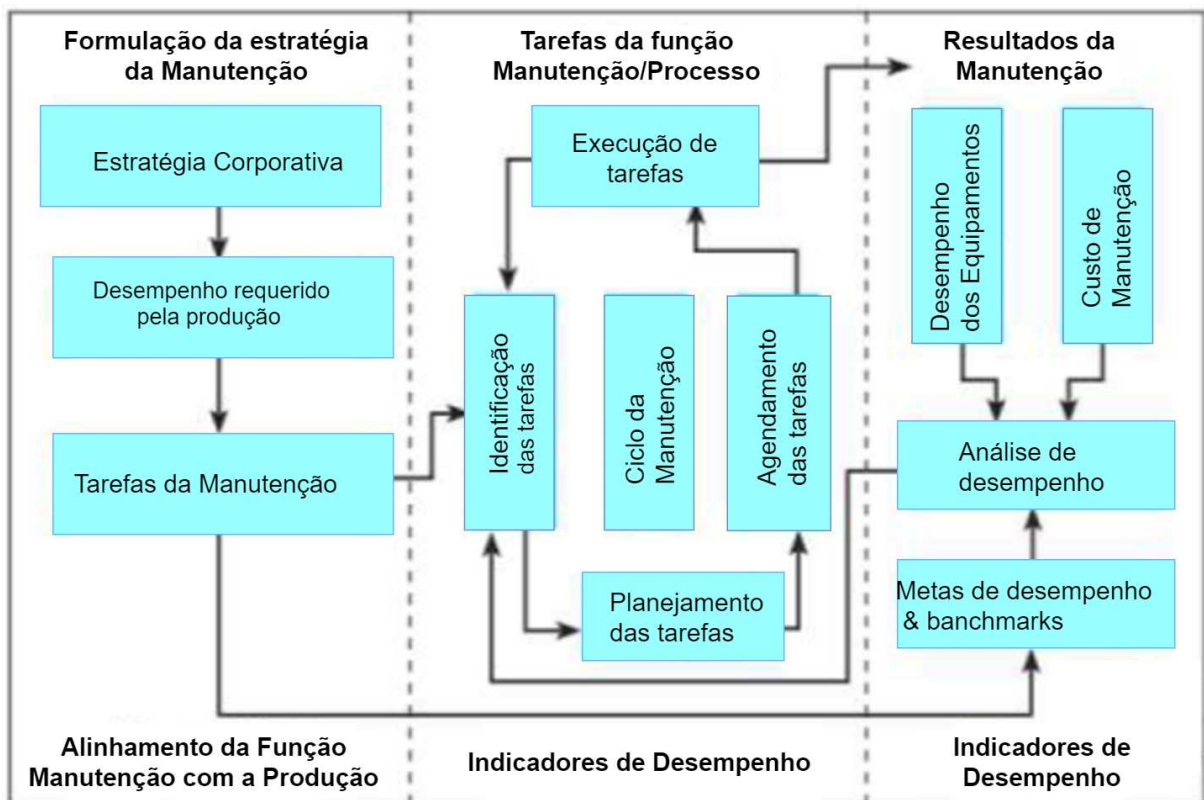 Formulação da estratégia
da Manutenção
Estratégia Corporativa
Desempenho requerido
pela produção
Tarefas da Manutenção
Alinhamento da Função
Manutenção com a Produção
Tarefas da função
Manutenção/Processo
Execução de
tarefas
Identificação
das tarefas
Ciclo da
Manutenção
Agendamento
das tarefas
Planejamento
das tarefas
Indicadores de Desempenho
Resultados da
Manutenção
Desempenho
dos Equipamentos
Custo de
Manutenção
Análise de
desempenho
Metas de desempenho
& banchmarks
Indicadores de
Desempenho